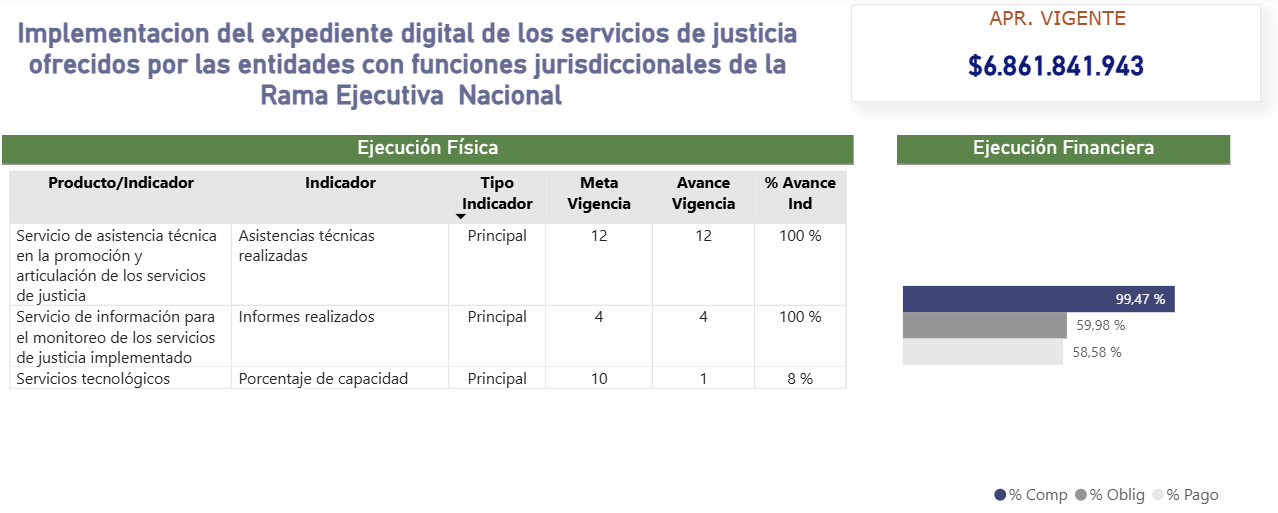 Implementacion del expediente digital de los servicios de justicia
ofrecidos por las entidades con funciones jurisdiccionales de la
Rama Ejecutiva  Nacional
APR. VIGENTE
$6.861.841.943
Ejecución Física
Producto/Indicador
Indicador
Tipo
Indicador
Meta
Vigencia
Avance
Vigencia
% Avance
Ind
Servicio de asistencia técnica
en la promoción y
articulación de los servicios
de justicia
Asistencias técnicas
realizadas
Principal
12
12
100 %
Servicio de información para
el monitoreo de los servicios
de justicia implementado
Informes realizados
Principal
4
4
100 %
Servicios tecnológicos
Porcentaje de capacidad
Principal
10
1
8 %
Ejecución Financiera
99,47 %
59,98 %
58,58 %
% Comp
% Oblig
% Pago